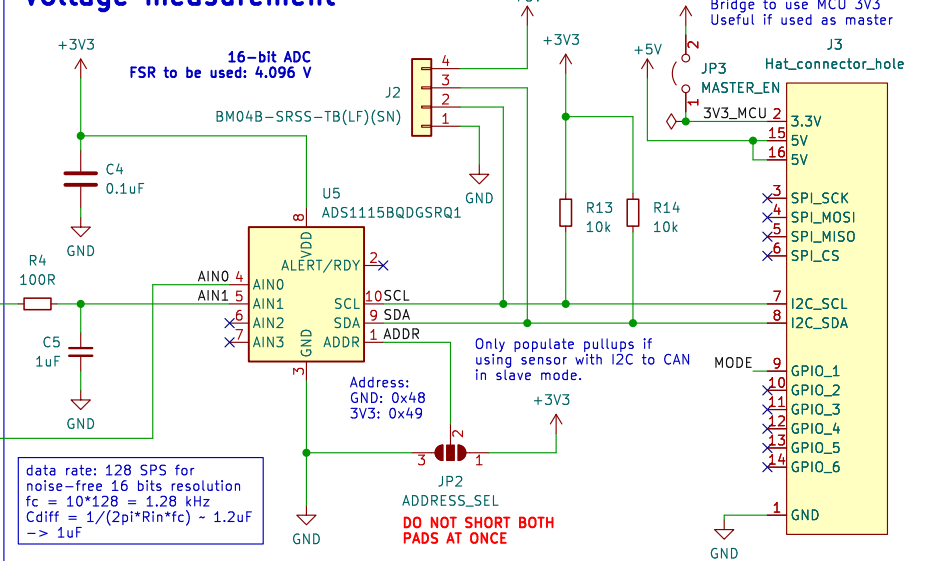 Voltage measurement
Bridge to use MCU 3V3
Useful if used as master
+3V3
16-bit ADC
FSR to be used: 4.096 V
+3V3
+5V
J3
Hat_connector_hole
JP3
MASTER_EN
2
1
J2
BM04B-SRSS-TB(LF)(SN)
4
3
2
1
3V3_MCU
2 3.3V
15 5V
16 5V
C4
0.1uF
GND
GND
U5
ADS1115BQDGSRQ1
3 SPI_SCK
4 SPI_MOSI
5 SPI_MISO
6 SPI_CS
R13
10k
R14
10k
8
VDD
ALERT/RDY 2
R4
100R
AIN0 4 AIN0
AIN1 5 AIN1
6 AIN2
7 AIN3
SCL 10 SCL
SDA 9 SDA
ADDR 1 ADDR
GND
3
7 I2C_SCL
8 I2C_SDA
C5
1uF
GND
Only populate pullups if
using sensor with I2C to CAN
in slave mode.
MODE
9 GPIO_1
10 GPIO_2
11 GPIO_3
12 GPIO_4
13 GPIO_5
14 GPIO_6
Address:
GND: 0x48
3V3: 0x49
+3V3
2
3
1
JP2
ADDRESS_SEL
DO NOT SHORT BOTH
PADS AT ONCE
data rate: 128 SPS for
noise-free 16 bits resolution
fc = 10*128 = 1.28 kHz
Cdiff = 1/(2pi*Rin*fc) ~ 1.2uF
-> 1uF
GND
1 GND
GND